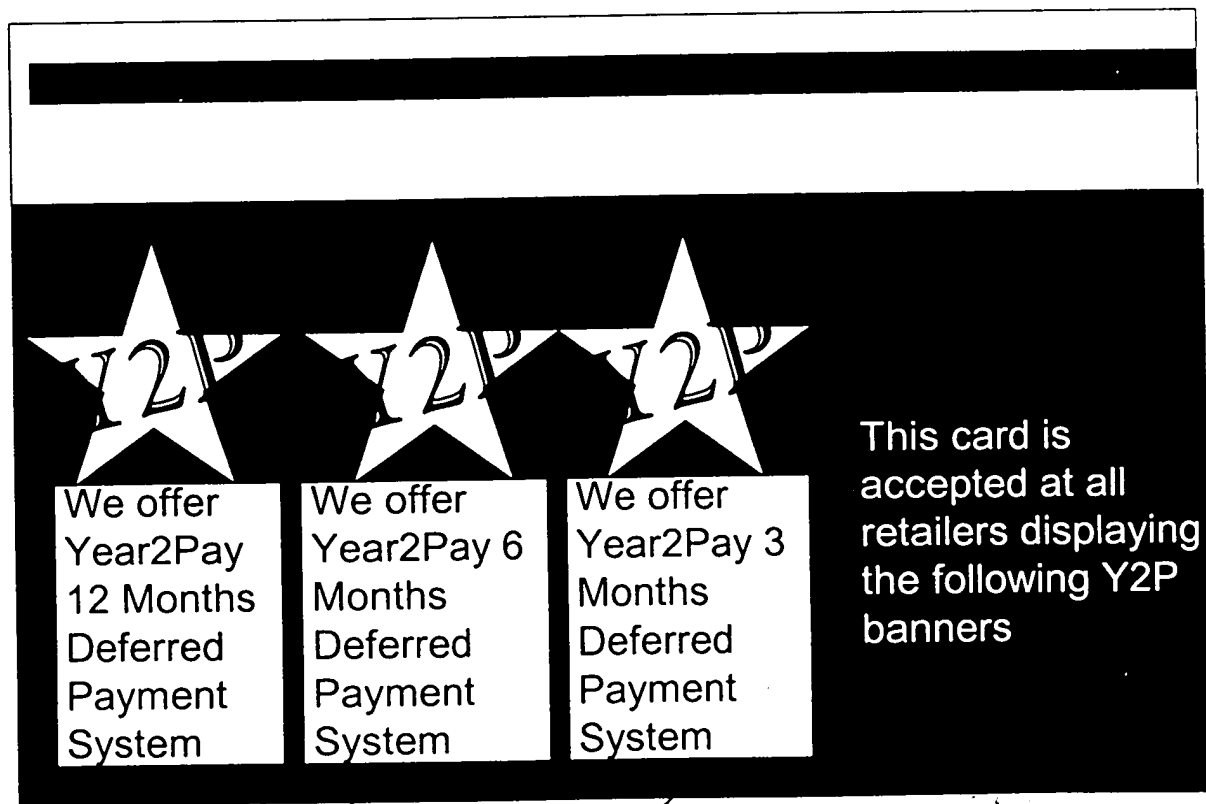 Y2P
We offer
Year2Pay
12 Months
Deferred
Payment
System
Y2P
We offer
Year2Pay 6
Months
Deferred
Payment
System
Y2P
We offer
Year2Pay 3
Months
Deferred
Payment
System
This card is
accepted at all
retailers displaying
the following Y2P
banners